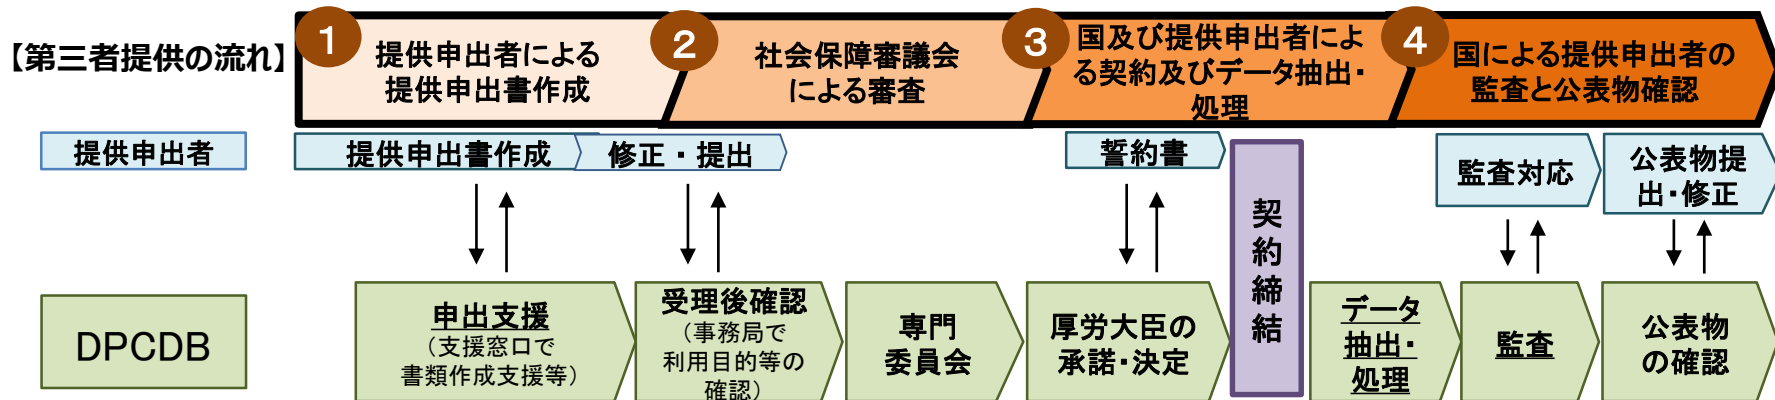 【第三者提供の流れ】
1
提供申出者による
提供申出書作成
2
社会保障審議会
による審査
3
国及び提供申出者によ
る契約及びデータ抽出・
処理
4
国による提供申出者の
監査と公表物確認
提供申出者
提供申出書作成
修正・提出
誓約書
監査対応
公表物提
出・修正
契約締結
DPCDB
申出支援
（支援窓口で
書類作成支援等）
受理後確認
（事務局で
利用目的等の
確認）
専門
委員会
厚労大臣の
承諾・決定
データ
抽出・
処理
監査
公表物
の確認